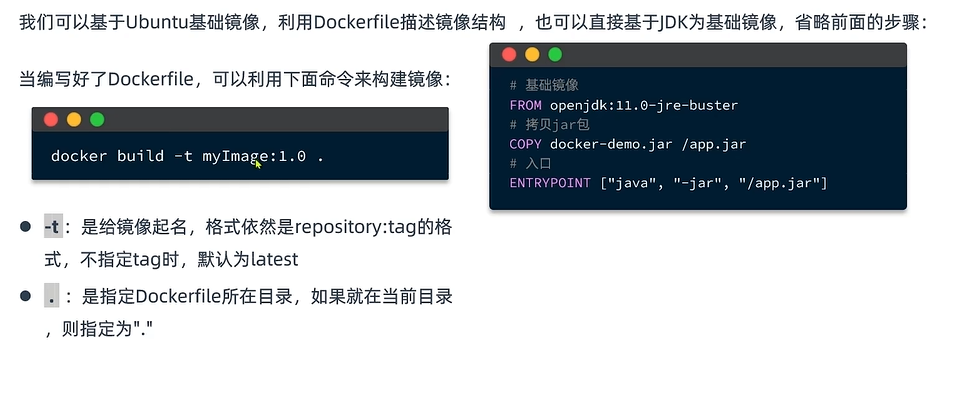 我们可以基于Ubuntu基础镜像，利用Dockerfile描述镜像结构 ，也可以直接基于JDK为基础镜像，省略前面的步骤：
当编写好了Dockerfile，可以利用下面命令来构建镜像：
docker build -t myImage:1.0 .
● -t：是给镜像起名，格式依然是repository:tag的格
式，不指定tag时，默认为latest
● . ：是指定Dockerfile所在目录，如果就在当前目录
，则指定为"."
# 基础镜像
FROM openjdk:11.0-jre-buster
# 拷贝jar包
COPY docker-demo.jar /app.jar
# 入口
ENTRYPOINT ["java", "-jar", "/app.jar"]